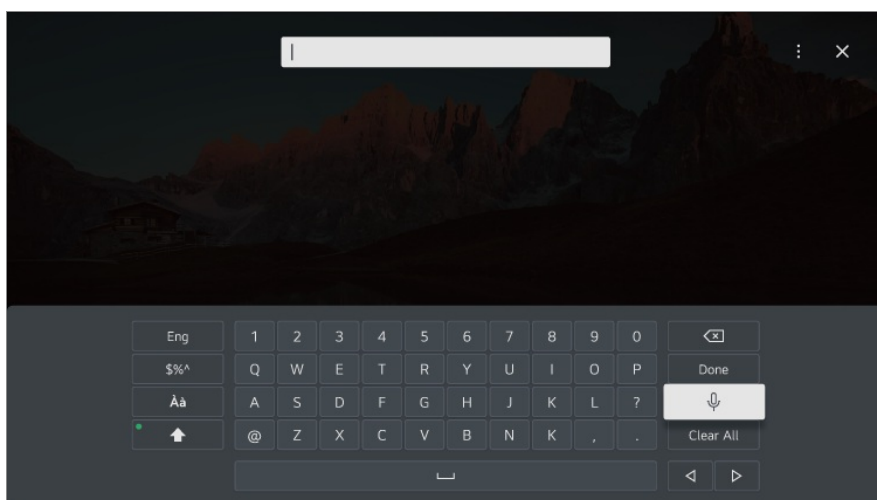 Eng 1 2 3 4 5 6 7 8 9 0
$%^ Q W E T R Y U I O P Done
Àà A S D F G H J K L ?
@ Z X C V B N K , . Clear All